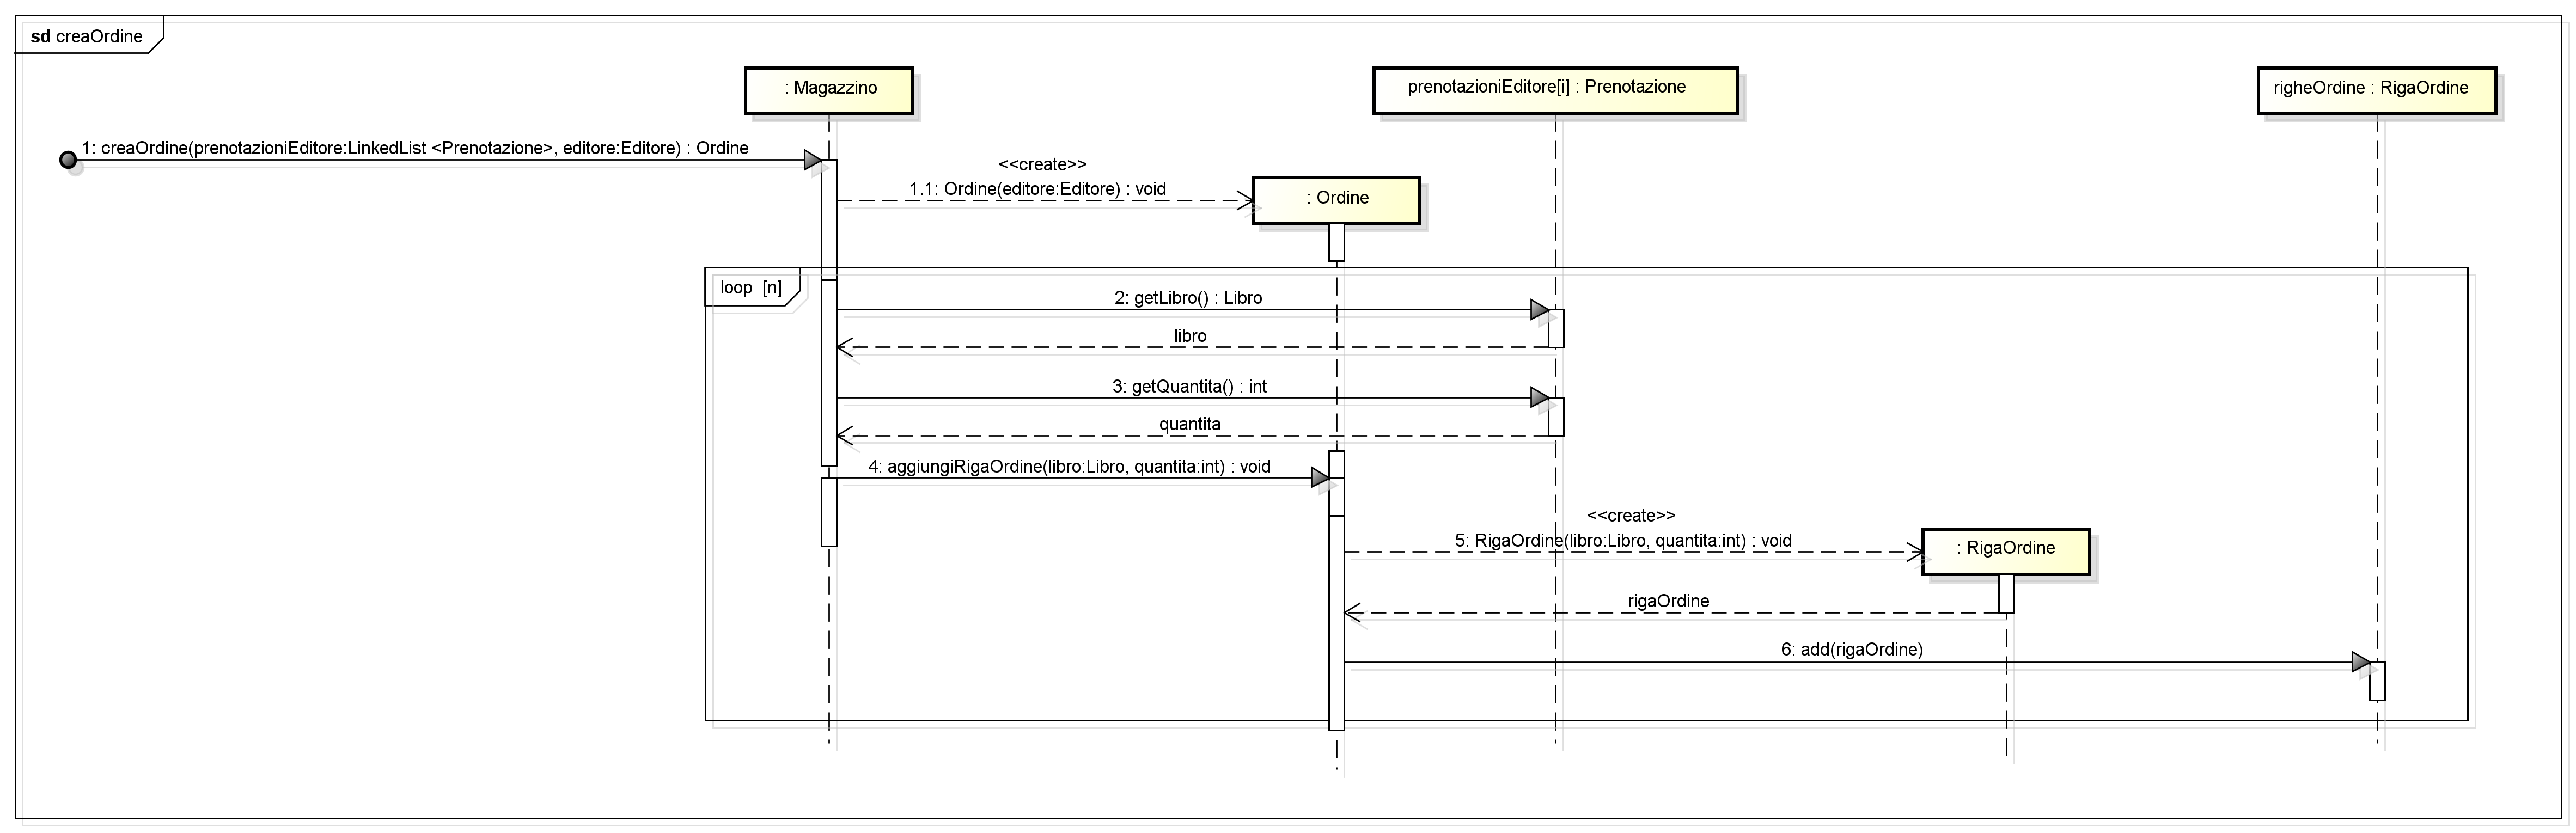 sd creaOrdine
: Magazzino
prenotazioniEditore[i] : Prenotazione
righeOrdine : RigaOrdine
1: creaOrdine(prenotazioniEditore:LinkedList <Prenotazione>, editore:Editore) : Ordine
<<create>>
1.1: Ordine(editore:Editore) : void
: Ordine
loop [n]
2: getLibro() : Libro
libro
3: getQuantita() : int
quantita
4: aggiungiRigaOrdine(libro:Libro, quantita:int) : void
<<create>>
5: RigaOrdine(libro:Libro, quantita:int) : void
: RigaOrdine
rigaOrdine
6: add(rigaOrdine)